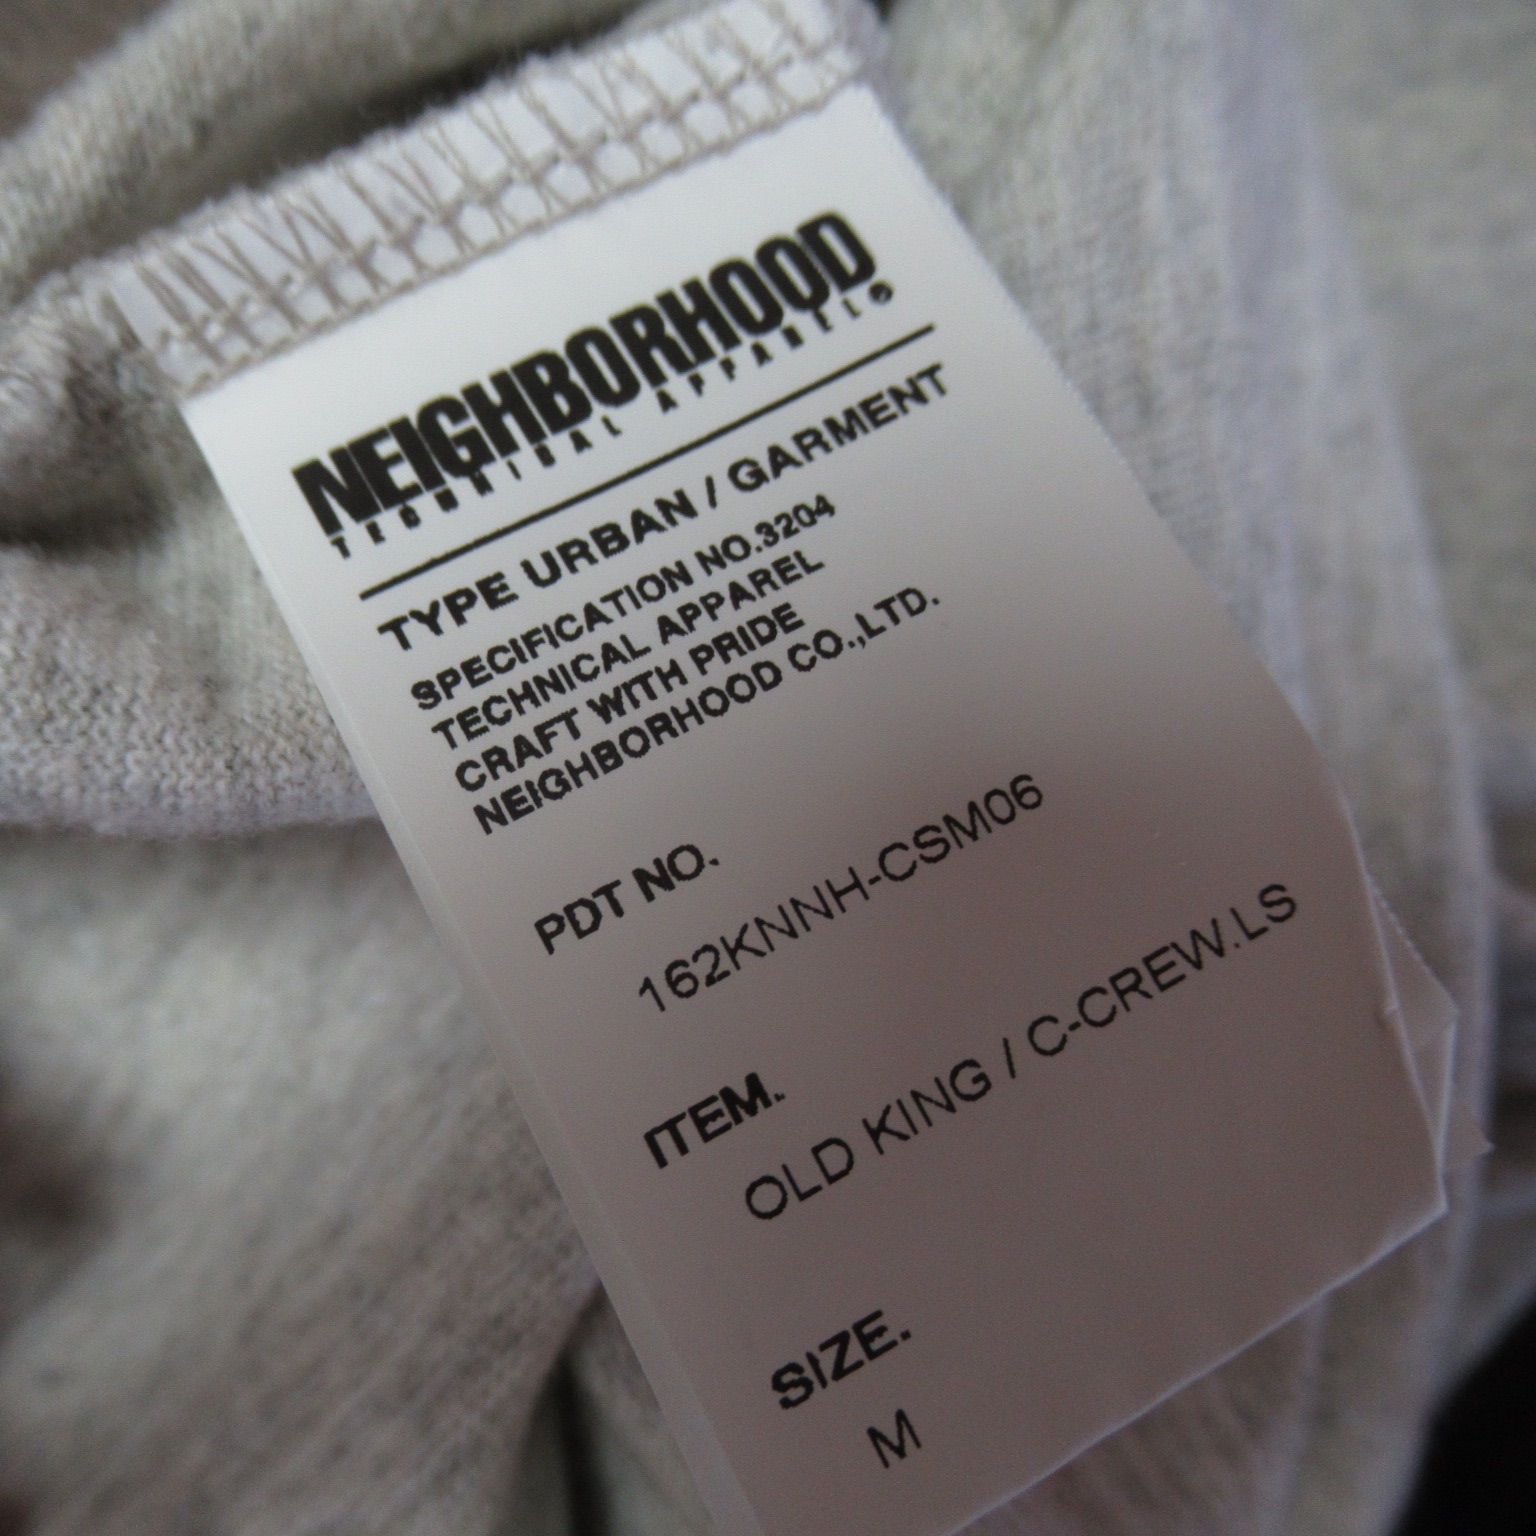 NEIGHBORHOOD
TECHNICAL APPAREL®
TYPE URBAN / GARMENT
SPECIFICATION NO.3204
TECHNICAL APPAREL
CRAFT WITH PRIDE
NEIGHBORHOOD CO.,LTD.
PDT NO.
162KNNH-CSM06
ITEM.
OLD KING / C-CREW.LS
SIZE.
M